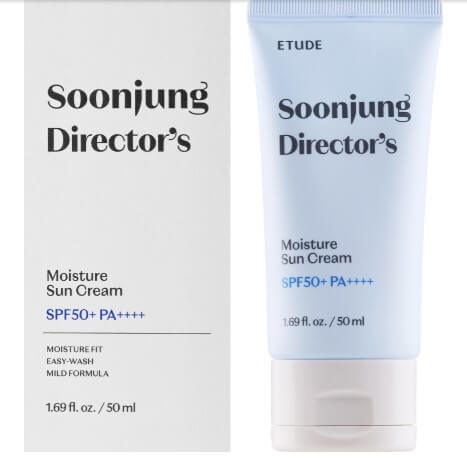 Soonjung
Director's
Moisture
Sun Cream
SPF50+ PA++++
MOISTURE FIT
EASY-WASH
MILD FORMULA
1.69 fl. oz. / 50 ml
ETUDE
Soonjung
Director's
Moisture
Sun Cream
SPF50+ PA++++
1.69 fl. oz. / 50 ml